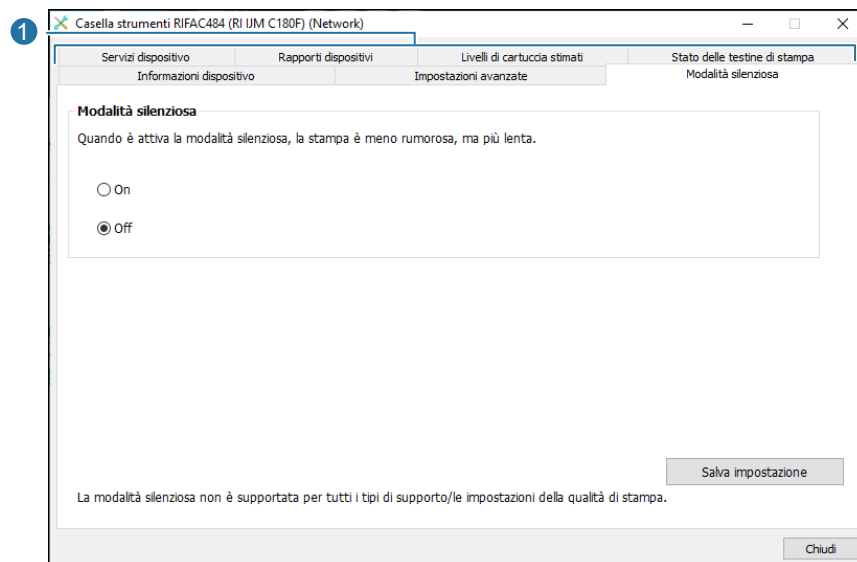 1
Casella strumenti RIFAC484 (RI IJM C180F) (Network)
Servizi dispositivo
Rapporti dispositivi
Livelli di cartuccia stimati
Stato delle testine di stampa
Informazioni dispositivo
Impostazioni avanzate
Modalità silenziosa
Modalità silenziosa
Quando è attiva la modalità silenziosa, la stampa è meno rumorosa, ma più lenta.
On
Off
Salva impostazione
La modalità silenziosa non è supportata per tutti i tipi di supporto/le impostazioni della qualità di stampa.
Chiudi